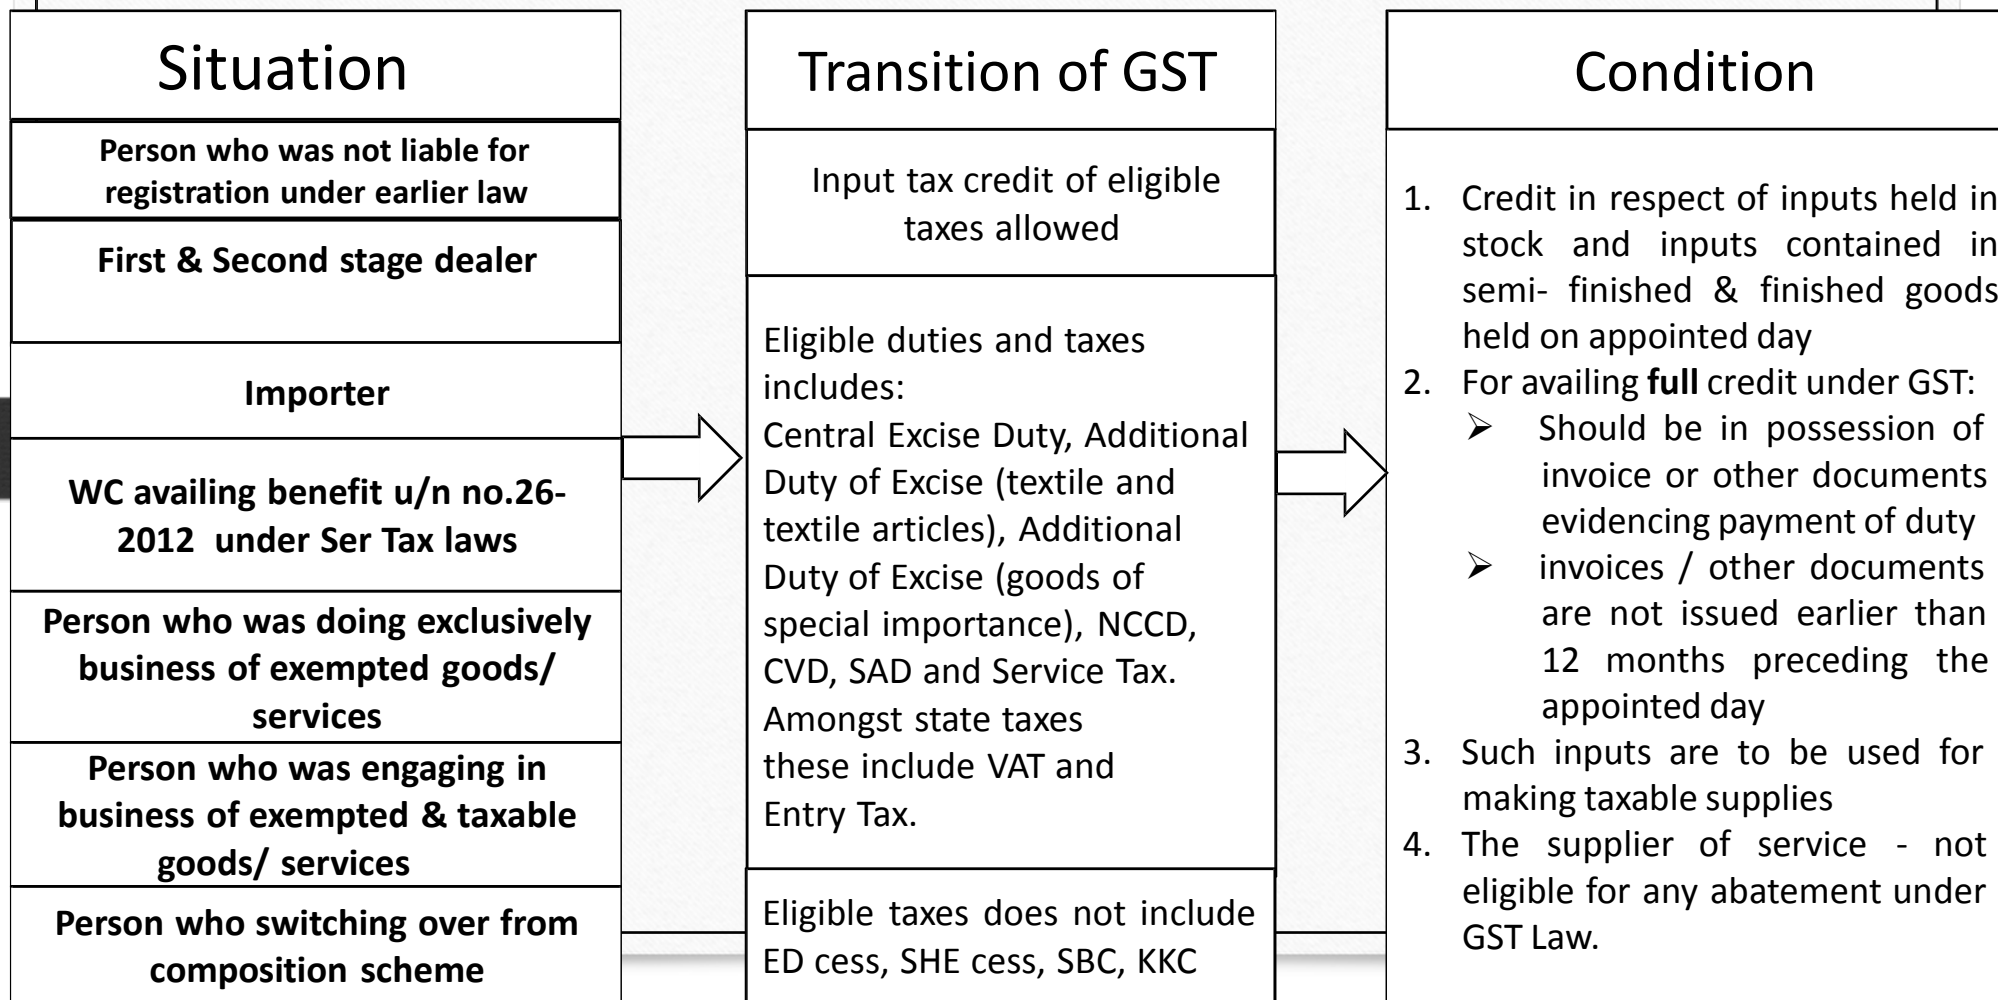 Situation
Person who was not liable for
registration under earlier law
First & Second stage dealer
Importer
WC availing benefit u/n no.26-
2012 under Ser Tax laws
Person who was doing exclusively
business of exempted goods/
services
Person who was engaging in
business of exempted & taxable
goods/ services
Person who switching over from
composition scheme
Transition of GST
Input tax credit of eligible
taxes allowed
Eligible duties and taxes
includes:
Central Excise Duty, Additional
Duty of Excise (textile and
textile articles), Additional
Duty of Excise (goods of
special importance), NCCD,
CVD, SAD and Service Tax.
Amongst state taxes
these include VAT and
Entry Tax.
Eligible taxes does not include
ED cess, SHE cess, SBC, KKC
Condition
1. Credit in respect of inputs held in
stock and inputs contained in
semi- finished & finished goods
held on appointed day
2. For availing full credit under GST:
➢ Should be in possession of
invoice or other documents
evidencing payment of duty
➢ invoices / other documents
are not issued earlier than
12 months preceding the
appointed day
3. Such inputs are to be used for
making taxable supplies
4. The supplier of service - not
eligible for any abatement under
GST Law.